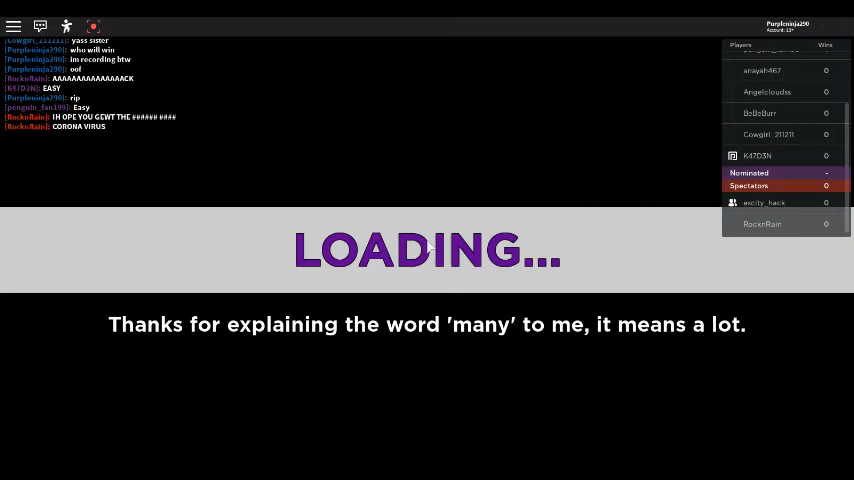 Purpleninja290
Account: 13+
[Cowgirl_211211]: yass sister
[Purpleninja290]: who will win
[Purpleninja290]: im recording btw
[Purpleninja290]: oof
[RocknRain]: AAAAAAAAAAAAAAACK
[K47D3N]: EASY
[Purpleninja290]: rip
[penguin_fan199]: Easy
[RocknRain]: IH OPE YOU GEWT THE ###### ####
[RocknRain]: CORONA VIRUS
Players Wins
anayah467 0
Angelcloudss 0
BeBeBurr 0
Cowgirl_211211 0
K47D3N 0
Nominated -
Spectators 0
excity_hack 0
RocknRain 0
LOADING...
Thanks for explaining the word 'many' to me, it means a lot.